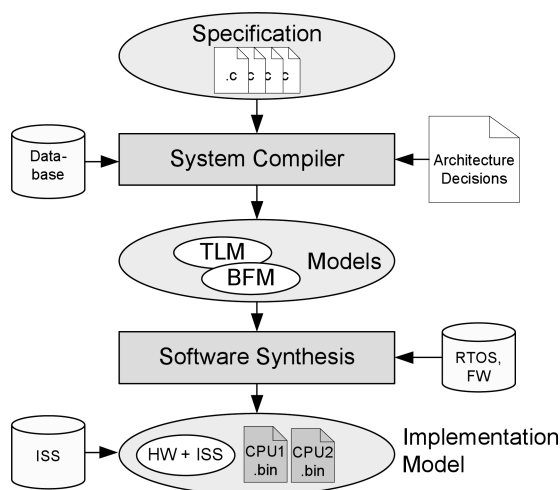 Specification
.c c c c
Data-
base
System Compiler
Architecture
Decisions
TLM
BFM
Models
Software Synthesis
RTOS,
FW
ISS
HW + ISS
CPU1
.bin
CPU2
.bin
Implementation
Model